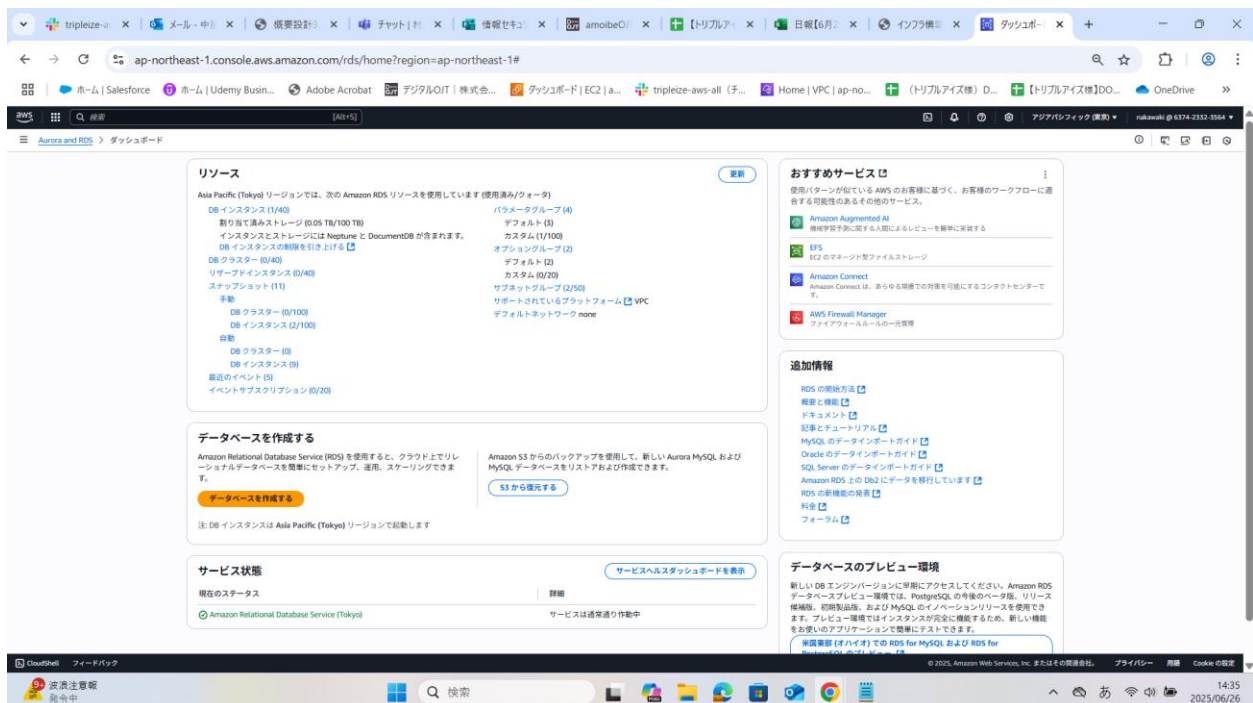 tripleize-a
メール - 中
概要設計
チャット | 村
情報セキュ
amoibeO
【トリプルア
日報【6月2
インフラ構
ダッシュボー
ap-northeast-1.console.aws.amazon.com/rds/home?region=ap-northeast-1#
ホーム | Salesforce
ホーム | Udemy Busin...
Adobe Acrobat
デジタルOJT | 株式会...
ダッシュボード | EC2 | a...
tripleize-aws-all（チ...
Home | VPC | ap-no...
（トリプルアイズ様）D...
【トリプルアイズ様】DO...
OneDrive
aws
検索
[Alt+S]
アジアパシフィック (東京)
nakawaki @ 6374-2332-3564
Aurora and RDS > ダッシュボード
リソース
更新
Asia Pacific (Tokyo) リージョンでは、次の Amazon RDS リソースを使用しています (使用済み/クォータ)
DB インスタンス (1/40)
割り当て済みストレージ (0.05 TB/100 TB)
インスタンスとストレージには Neptune と DocumentDB が含まれます。
DB インスタンスの制限を引き上げる
DB クラスター (0/40)
リザーブドインスタンス (0/40)
スナップショット (11)
手動
DB クラスター (0/100)
DB インスタンス (2/100)
自動
DB クラスター (0)
DB インスタンス (9)
最近のイベント (5)
イベントサブスクリプション (0/20)
パラメータグループ (4)
デフォルト (3)
カスタム (1/100)
オプショングループ (2)
デフォルト (2)
カスタム (0/20)
サブネットグループ (2/50)
サポートされているプラットフォーム VPC
デフォルトネットワーク none
データベースを作成する
Amazon Relational Database Service (RDS) を使用すると、クラウド上でリレ
ーショナルデータベースを簡単にセットアップ、運用、スケーリングできま
す。
データベースを作成する
Amazon S3 からのバックアップを使用して、新しい Aurora MySQL および
MySQL データベースをリストアおよび作成できます。
S3 から復元する
注: DB インスタンスは Asia Pacific (Tokyo) リージョンで起動します
サービス状態
サービスヘルスダッシュボードを表示
現在のステータス
詳細
Amazon Relational Database Service (Tokyo)
サービスは通常通り作動中
おすすめサービス
使用パターンが似ている AWS のお客様に基づく、お客様のワークフローに適
合する可能性のあるその他のサービス。
Amazon Augmented AI
機械学習予測に関する人間によるレビューを簡単に実装する
EFS
EC2 のマネージド型ファイルストレージ
Amazon Connect
Amazon Connect は、あらゆる規模での対策を可能にするコンタクトセンターで
す。
AWS Firewall Manager
ファイアウォールルールの一元管理
追加情報
RDS の開始方法
概要と機能
ドキュメント
記事とチュートリアル
MySQL のデータインポートガイド
Oracle のデータインポートガイド
SQL Server のデータインポートガイド
Amazon RDS 上の Db2 にデータを移行しています
RDS の新機能の発表
料金
フォーラム
データベースのプレビュー環境
新しい DB エンジンバージョンに早期にアクセスしてください。Amazon RDS
データベースプレビュー環境では、PostgreSQL の今後のベータ版、リリース
候補版、初期製品版、および MySQL のイノベーションリリースを使用でき
ます。プレビュー環境ではインスタンスが完全に機能するため、新しい機能
をお使いのアプリケーションで簡単にテストできます。
米国東部 (オハイオ) での RDS for MySQL および RDS for
PostgreSQL のプレビュー
CloudShell
フィードバック
© 2025, Amazon Web Services, Inc. またはその関連会社。
プライバシー
用語
Cookie の設定
波浪注意報
発令中
検索
あ
14:35
2025/06/26